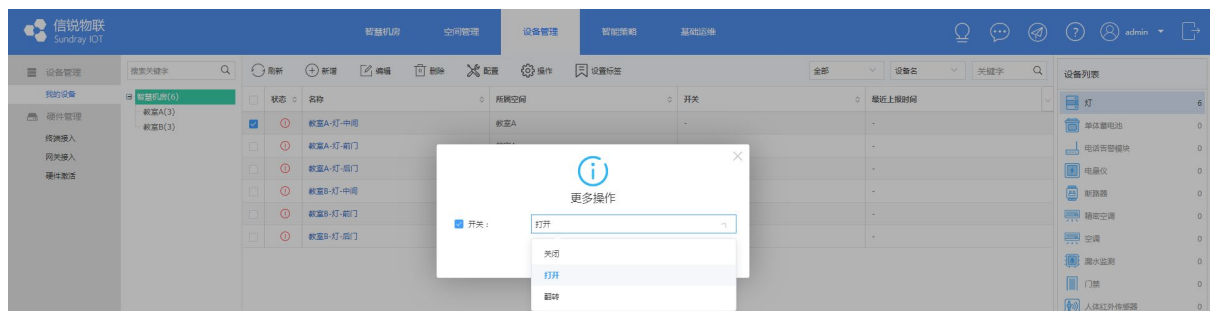 信锐物联
Sundray IOT
智慧机房
空间管理
设备管理
智能策略
基础运维
admin
设备管理
我的设备
硬件管理
终端接入
网关接入
硬件激活
搜索关键字
智慧机房(6)
教室A(3)
教室B(3)
刷新 新增 编辑 删除 配置 操作 设置标签
全部 设备名 关键字
状态 名称 所属空间 开关 最近上报时间
教室A-灯-中间 教室A - -
教室A-灯-前门 -
教室A-灯-后门 -
教室B-灯-中间 -
教室B-灯-前门 -
教室B-灯-后门 -
更多操作
开关：
打开
关闭
打开
翻转
设备列表
灯 6
单体蓄电池 0
电话告警模块 0
电量仪 0
断路器 0
精密空调 0
空调 0
漏水监测 0
门禁 0
人体红外传感器 0